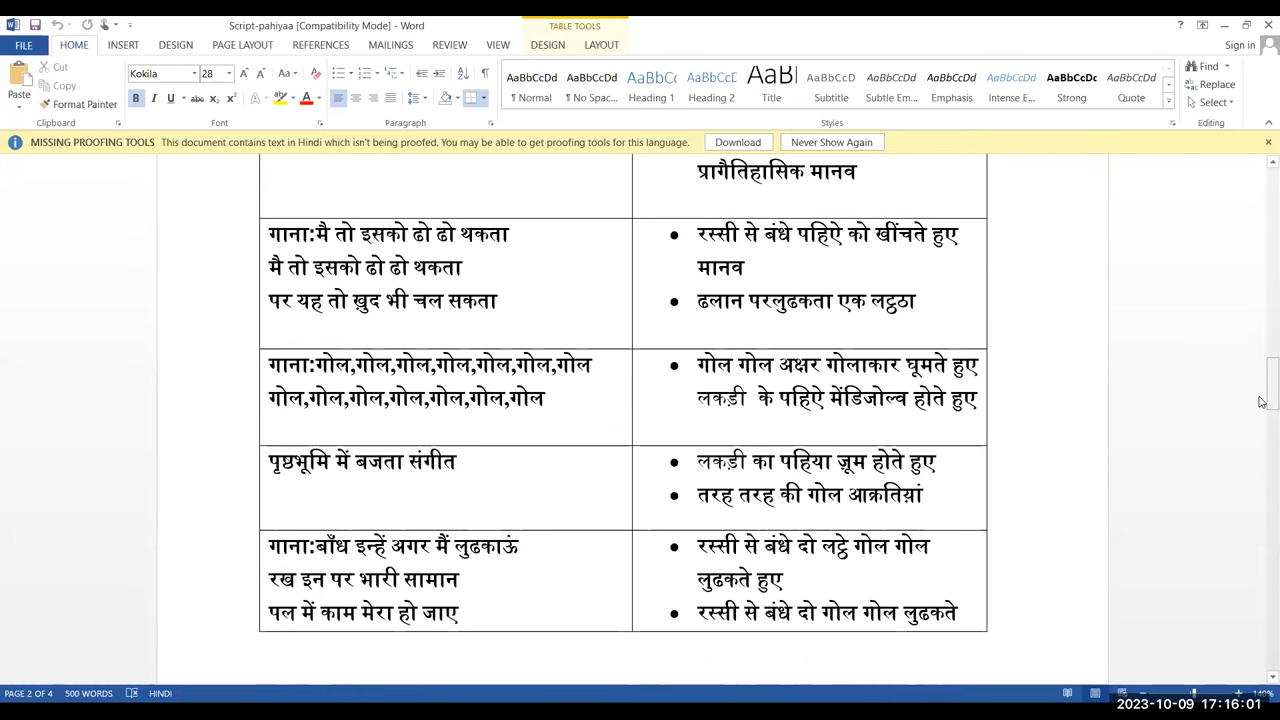 Script-pahiyaa [Compatibility Mode] - Word
TABLE TOOLS
FILE HOME INSERT DESIGN PAGE LAYOUT REFERENCES MAILINGS REVIEW VIEW DESIGN LAYOUT Sign in
Paste
Cut
Copy
Format Painter
Clipboard
Kokila 28
Font
Paragraph
AaBbCcDd AaBbCcDd AaBbCcD AaBbCcD AaBl AaBbCcD AaBbCcDd AaBbCcDd AaBbCcDd AaBbCcDc AaBbCcDd
¶ Normal ¶ No Spac... Heading 1 Heading 2 Title Subtitle Subtle Em... Emphasis Intense E... Strong Quote
Styles
Find
Replace
Select
Editing
MISSING PROOFING TOOLS This document contains text in Hindi which isn't being proofed. You may be able to get proofing tools for this language. Download Never Show Again
प्रागैतिहासिक मानव
गाना:मै तो इसको ढो ढो थकता
मै तो इसको ढो ढो थकता
पर यह तो ख़ुद भी चल सकता
• रस्सी से बंधे पहिऐ को खींचते हुए
मानव
• ढलान परलुढकता एक लट्ठठा
गाना:गोल,गोल,गोल,गोल,गोल,गोल,गोल
गोल,गोल,गोल,गोल,गोल,गोल,गोल
• गोल गोल अक्षर गोलाकार घूमते हुए
लकड़ी के पहिऐ मेंडिजोल्व होते हुए
पृष्ठभूमि में बजता संगीत
• लकडी का पहिया ज़ूम होते हुए
• तरह तरह की गोल आक्रतिय़ां
गाना:बाँध इन्हें अगर मैं लुढकाऊं
रख इन पर भारी सामान
पल में काम मेरा हो जाए
• रस्सी से बंधे दो लट्ठे गोल गोल
लुढकते हुए
• रस्सी से बंधे दो गोल गोल लुढकते
PAGE 2 OF 4 500 WORDS HINDI 140%
2023-10-09 17:16:01